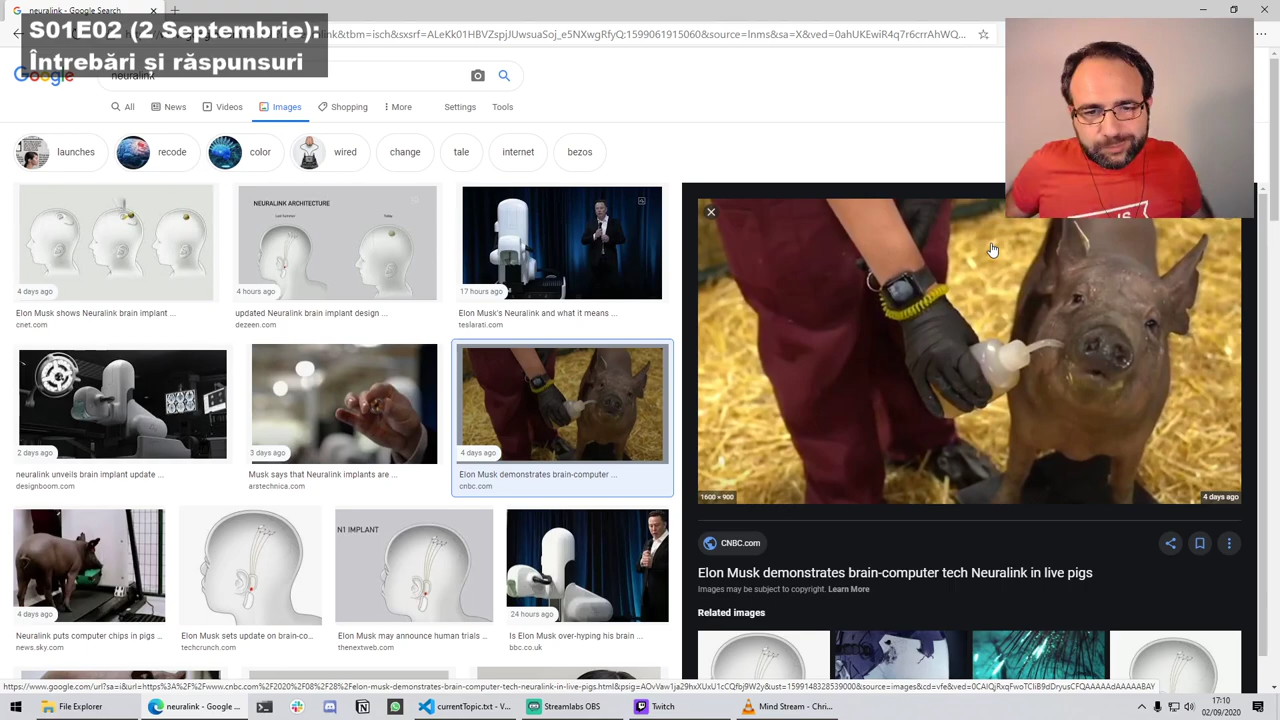 S01E02 (2 Septembrie):
Întrebări și răspunsuri
Google
neuralink
All
News
Videos
Images
Shopping
More
Settings
Tools
launches
recode
color
wired
change
tale
internet
bezos
4 days ago
Elon Musk shows Neuralink brain implant ...
cnet.com
NEURALINK ARCHITECTURE
4 hours ago
updated Neuralink brain implant design ...
dezeen.com
17 hours ago
Elon Musk's Neuralink and what it means ...
teslarati.com
2 days ago
neuralink unveils brain implant update ...
designboom.com
3 days ago
Musk says that Neuralink implants are ...
arstechnica.com
4 days ago
Elon Musk demonstrates brain-computer ...
cnbc.com
4 days ago
Neuralink puts computer chips in pigs ...
news.sky.com
Elon Musk sets update on brain-co...
techcrunch.com
N1 IMPLANT
Elon Musk may announce human trials ...
thenextweb.com
24 hours ago
Is Elon Musk over-hyping his brain ...
bbc.co.uk
1600 × 900
4 days ago
CNBC.com
Elon Musk demonstrates brain-computer tech Neuralink in live pigs
Images may be subject to copyright. Learn More
Related images
File Explorer
neuralink - Google ...
currentTopic.txt - V...
Streamlabs OBS
Twitch
Mind Stream - Chri...
17:10
02/09/2020